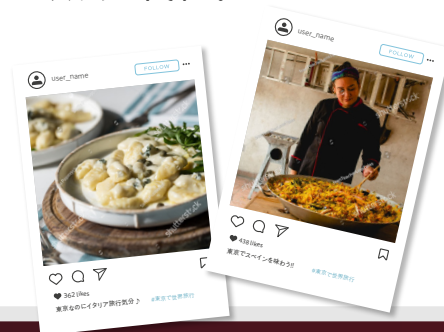 user_name
FOLLOW
362 likes
東京なのにイタリア旅行気分♪
#東京で世界旅行
user_name
FOLLOW
438 likes
東京でスペインを味わう!!
#東京で世界旅行
shutterstock